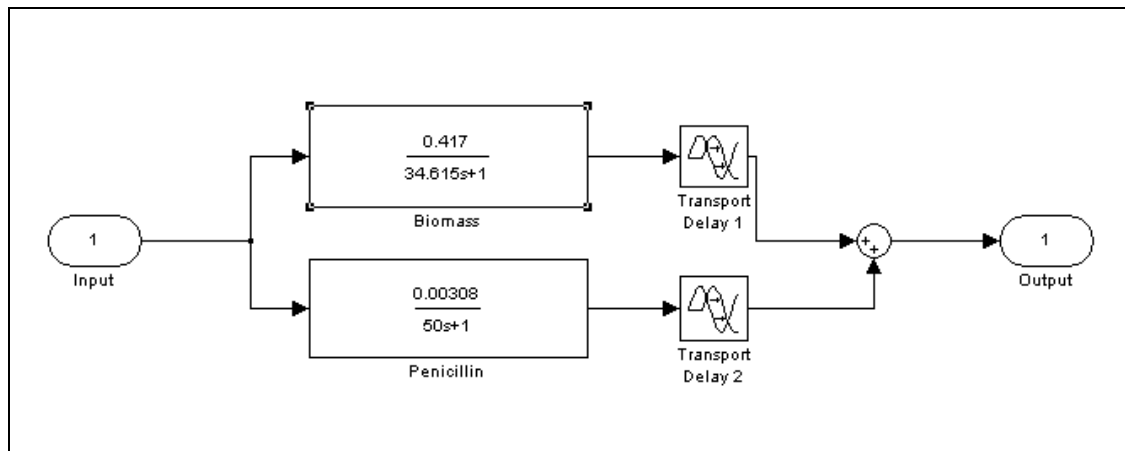 0.417
34.615s+1
Biomass
Transport
Delay 1
1
Input
1
Output
0.00308
50s+1
Penicillin
Transport
Delay 2